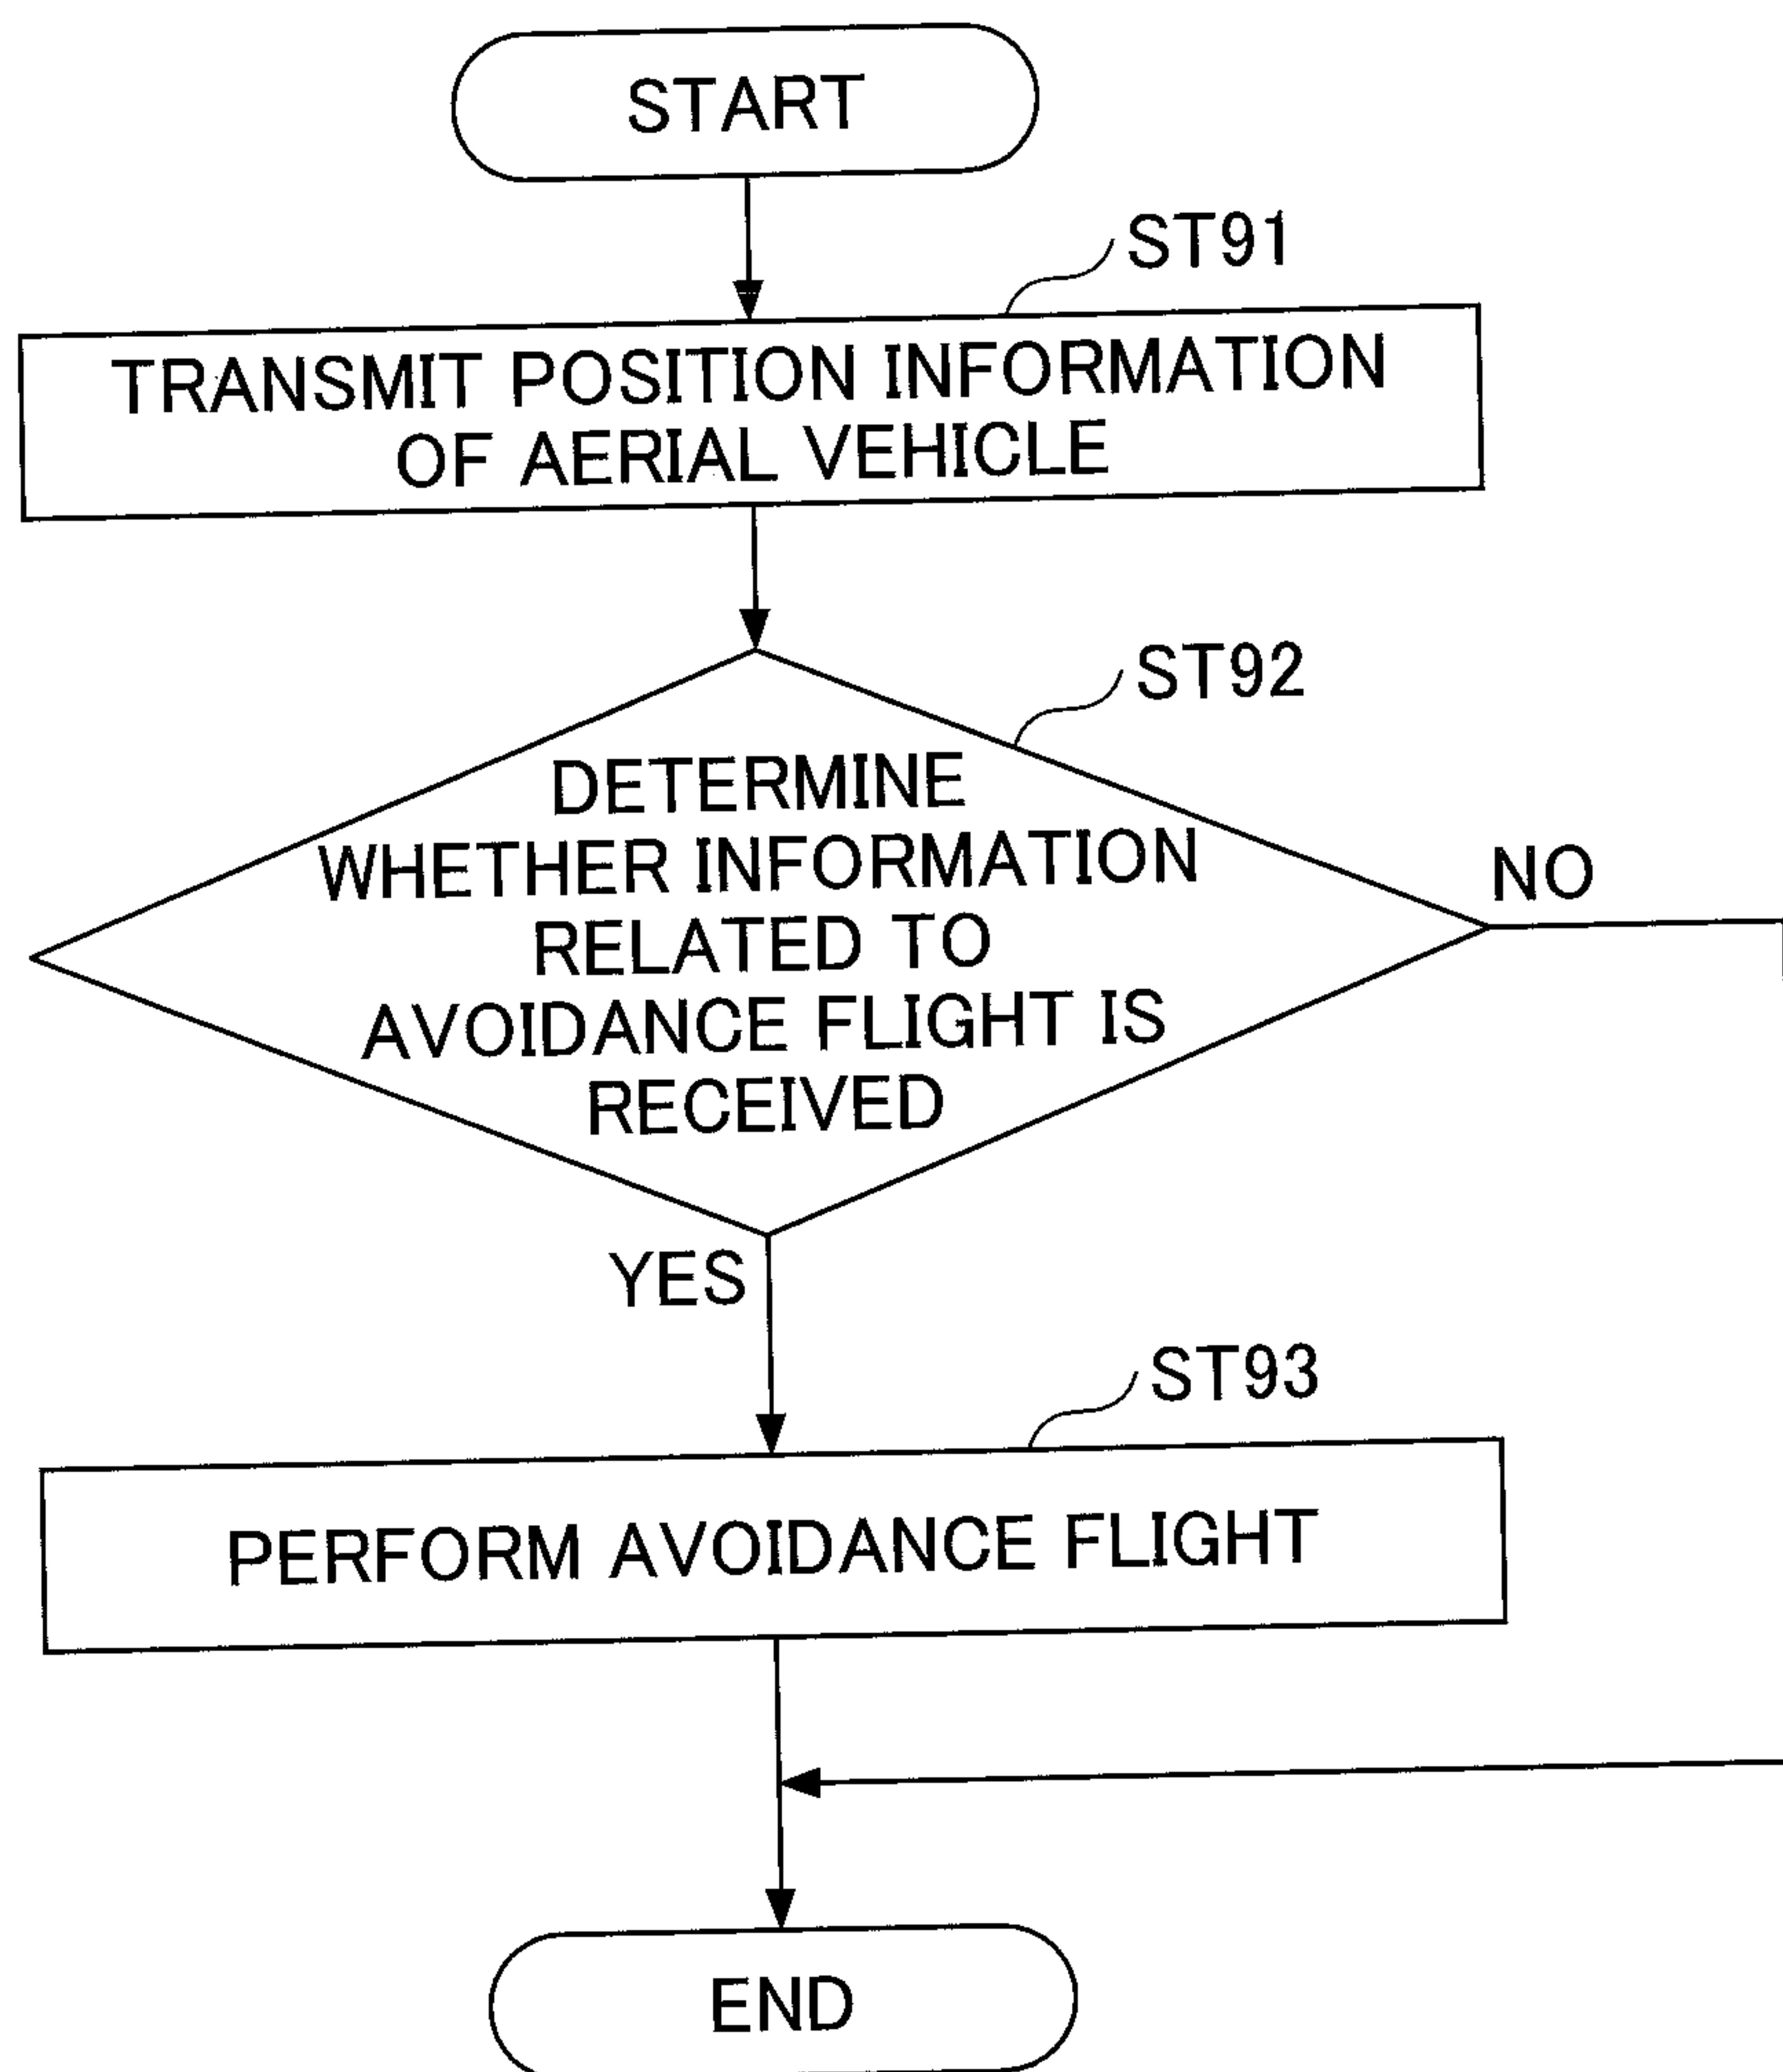 START
ST91
TRANSMIT POSITION INFORMATION
OF AERIAL VEHICLE
ST92
DETERMINE
WHETHER INFORMATION
RELATED TO
AVOIDANCE FLIGHT IS
RECEIVED
NO
YES
ST93
PERFORM AVOIDANCE FLIGHT
END